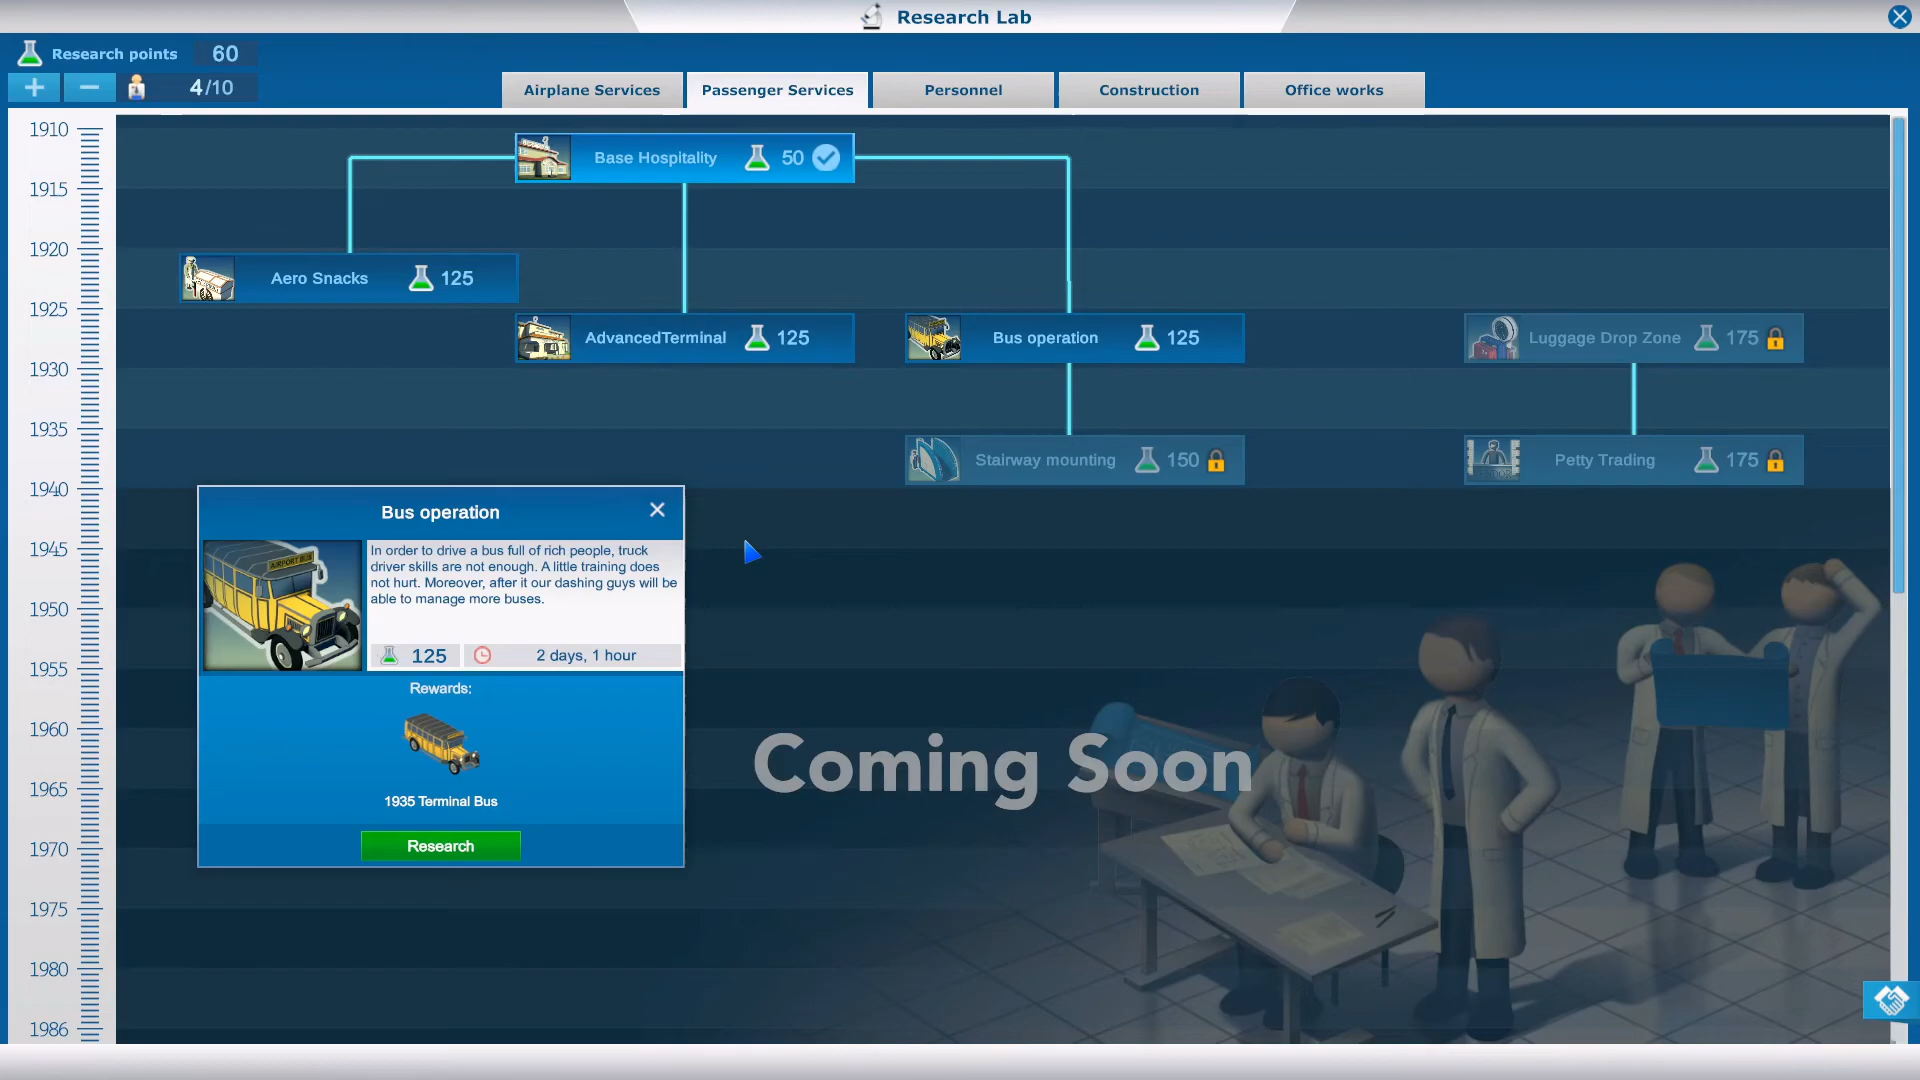 Research Lab
Research points 60
4/10
Airplane Services
Passenger Services
Personnel
Construction
Office works
1910
1915
1920
1925
1930
1935
1940
1945
1950
1955
1960
1965
1970
1975
1980
1986
Base Hospitality 50
Aero Snacks 125
AdvancedTerminal 125
Bus operation 125
Luggage Drop Zone 175
Stairway mounting 150
Petty Trading 175
Bus operation
AIRPORT BUS
In order to drive a bus full of rich people, truck
driver skills are not enough. A little training does
not hurt. Moreover, after it our dashing guys will be
able to manage more buses.
125
2 days, 1 hour
Rewards:
1935 Terminal Bus
Research
Coming Soon